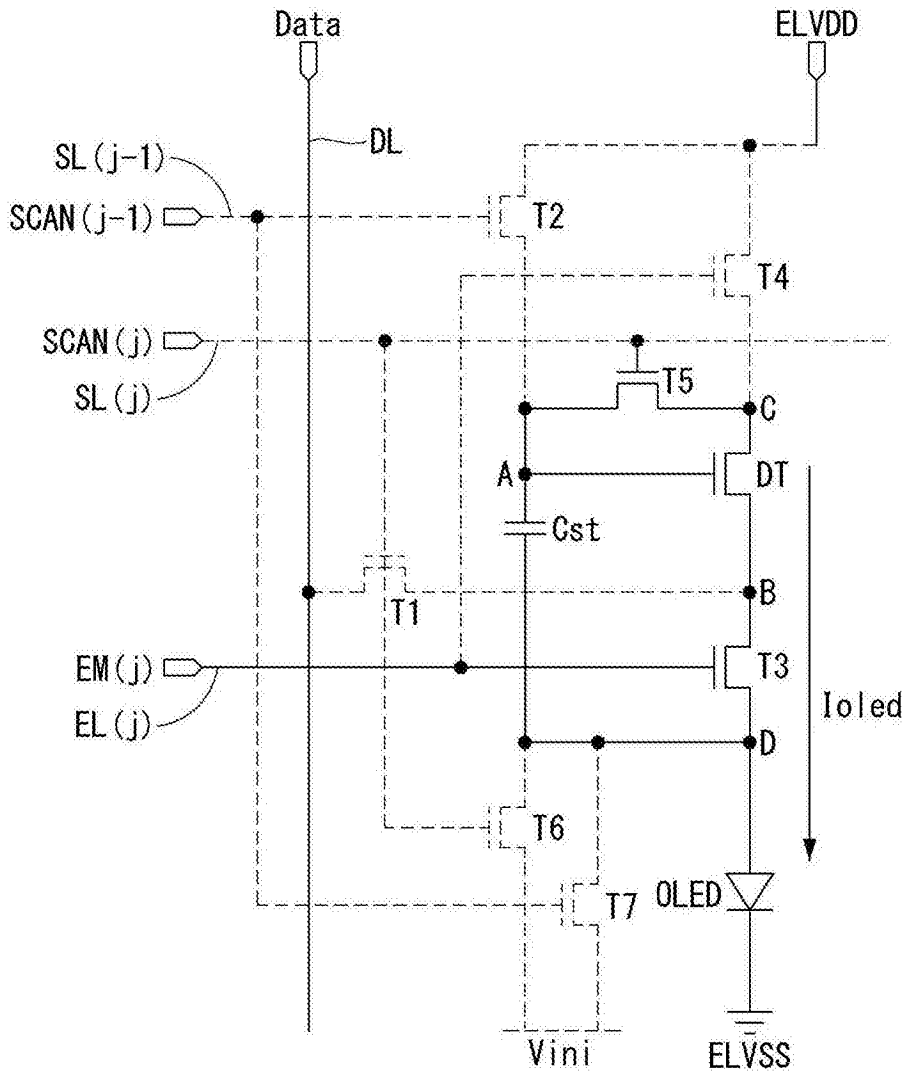 Data
ELVDD
DL
SL(j-1)
SCAN(j-1)
T2
T4
SCAN(j)
SL(j)
T5
C
A
DT
Cst
T1
B
EM(j)
EL(j)
T3
Ioled
D
T6
T7
OLED
Vini
ELVSS